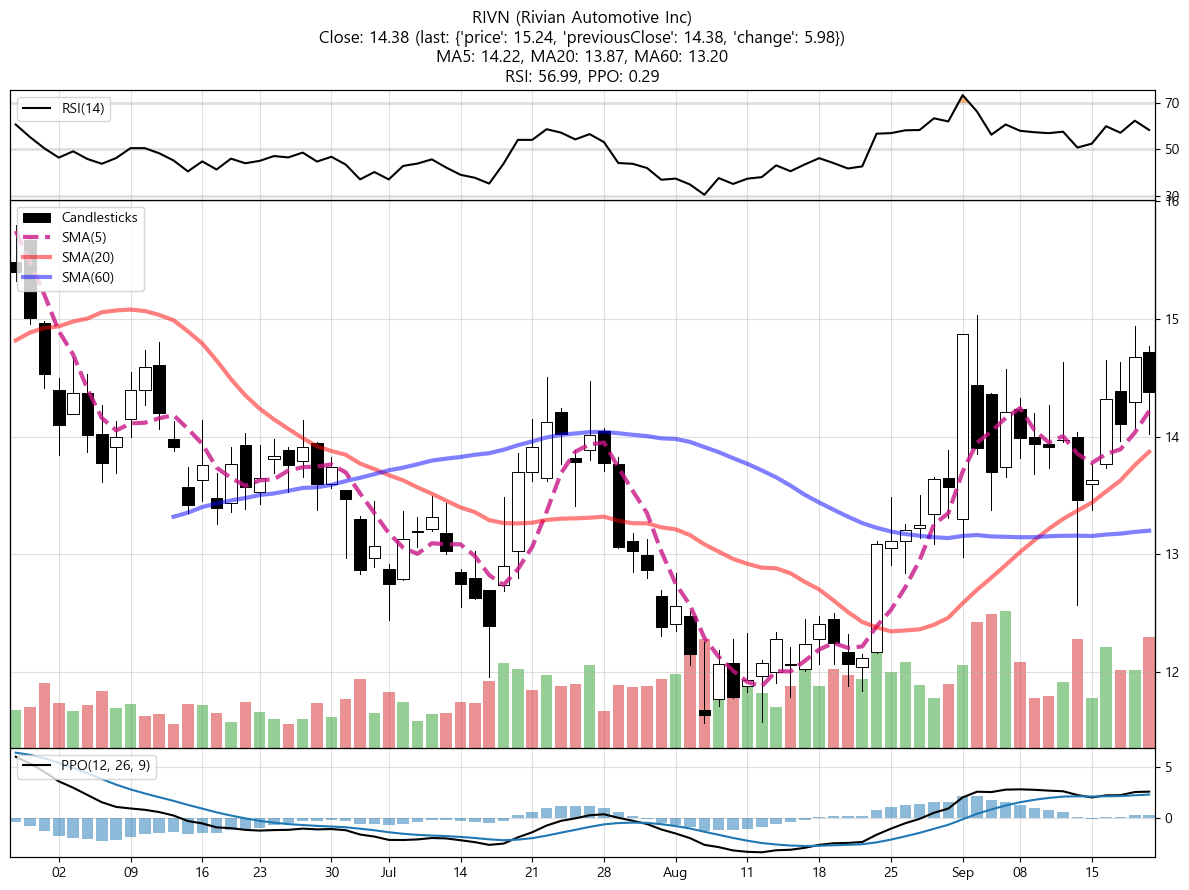 RIVN (Rivian Automotive Inc)
Close: 14.38 (last: {'price': 15.24, 'previousClose': 14.38, 'change': 5.98})
MA5: 14.22, MA20: 13.87, MA60: 13.20
RSI: 56.99, PPO: 0.29
RSI(14)
70
50
30
Candlesticks
SMA(5)
SMA(20)
SMA(60)
16
15
14
13
12
PPO(12, 26, 9)
5
0
02 09 16 23 30 Jul 14 21 28 Aug 11 18 25 Sep 08 15